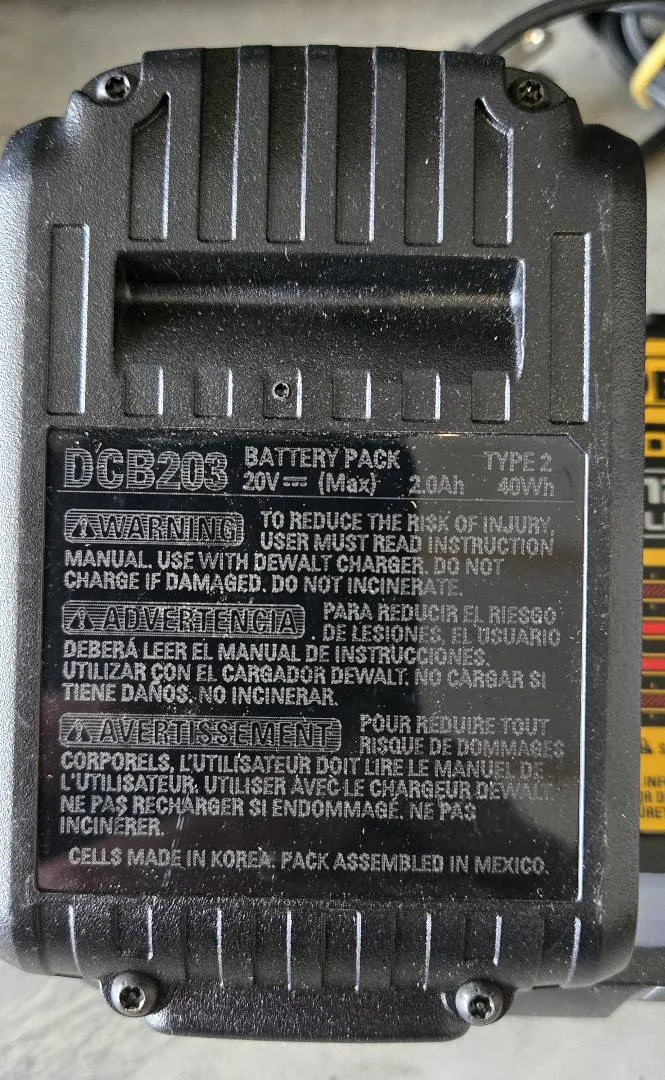 DCB203 BATTERY PACK TYPE 2
20V⎓ (Max) 2.0Ah 40Wh
⚠WARNING TO REDUCE THE RISK OF INJURY,
USER MUST READ INSTRUCTION
MANUAL. USE WITH DEWALT CHARGER. DO NOT
CHARGE IF DAMAGED. DO NOT INCINERATE.
⚠ADVERTENCIA PARA REDUCIR EL RIESGO
DE LESIONES, EL USUARIO
DEBERÁ LEER EL MANUAL DE INSTRUCCIONES.
UTILIZAR CON EL CARGADOR DEWALT. NO CARGAR SI
TIENE DAÑOS. NO INCINERAR.
⚠AVERTISSEMENT POUR RÉDUIRE TOUT
RISQUE DE DOMMAGES
CORPORELS, L'UTILISATEUR DOIT LIRE LE MANUEL DE
L'UTILISATEUR. UTILISER AVEC LE CHARGEUR DEWALT.
NE PAS RECHARGER SI ENDOMMAGÉ. NE PAS
INCINÉRER.
CELLS MADE IN KOREA. PACK ASSEMBLED IN MEXICO.